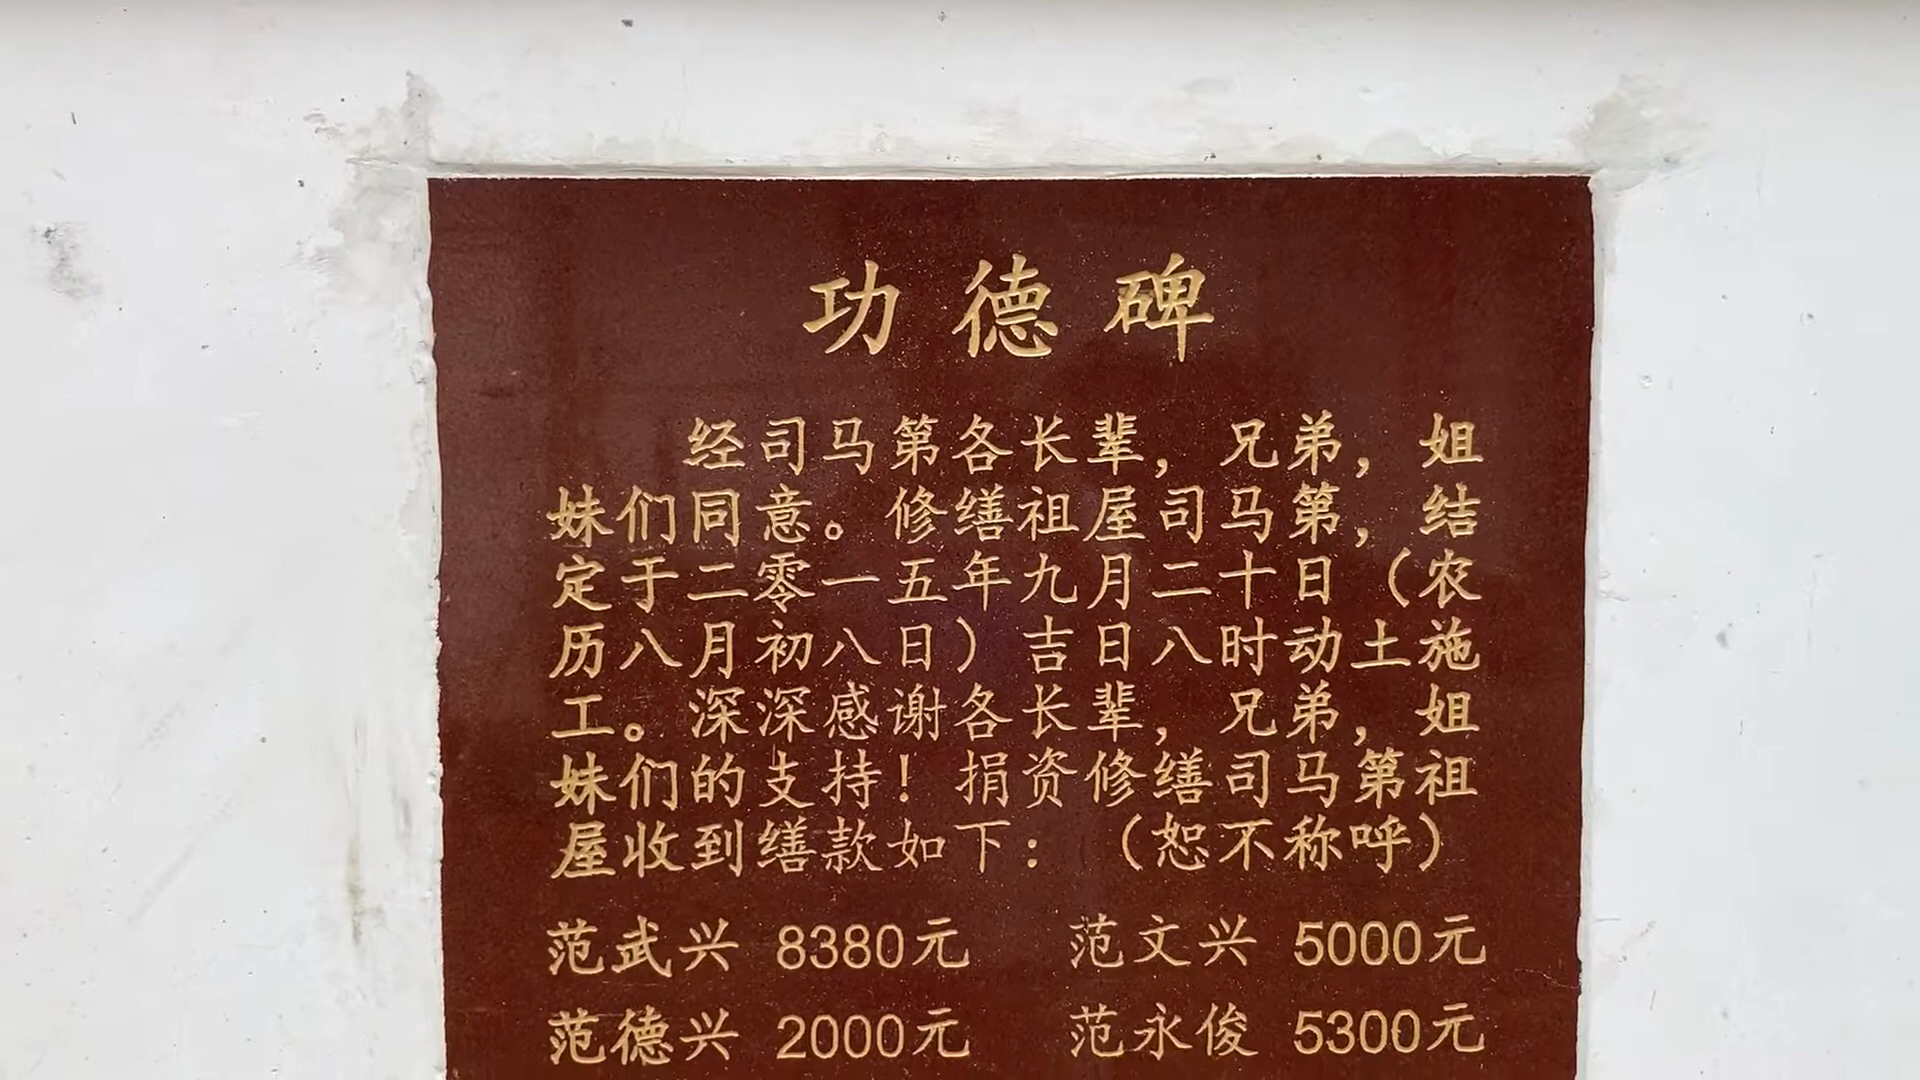 功德碑
经司马第各长辈，兄弟，姐
妹们同意。修缮祖屋司马第，结
定于二零一五年九月二十日（农
历八月初八日）吉日八时动土施
工。深深感谢各长辈，兄弟，姐
妹们的支持！捐资修缮司马第祖
屋收到缮款如下：（恕不称呼）
范武兴 8380元 范文兴 5000元
范德兴 2000元 范永俊 5300元